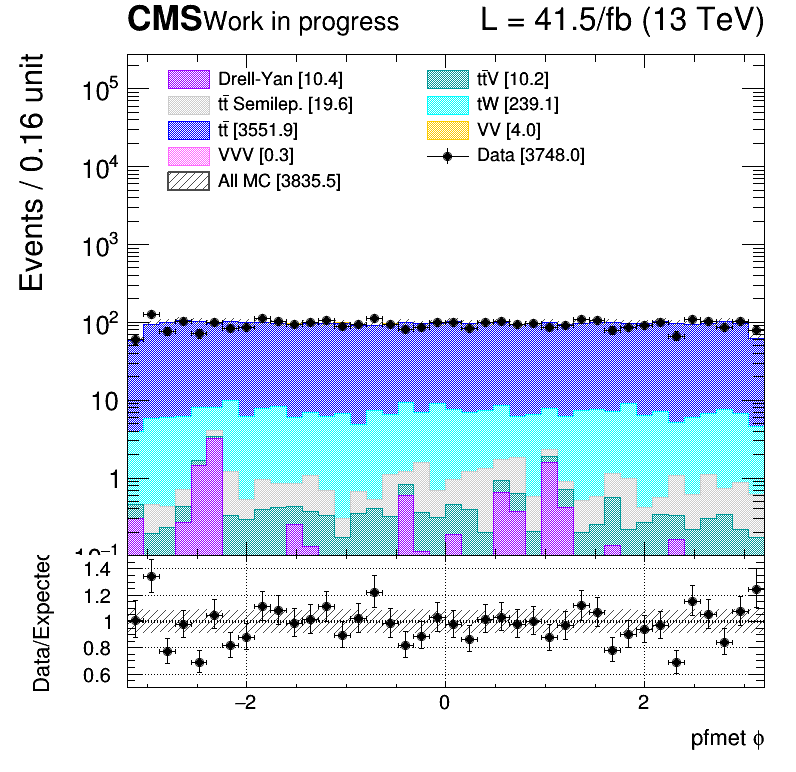 CMS Work in progress L = 41.5/fb (13 TeV)
Events / 0.16 unit
Drell-Yan [10.4]
tt̄V [10.2]
tt̄ Semilep. [19.6]
tW [239.1]
tt̄ [3551.9]
VV [4.0]
VVV [0.3]
Data [3748.0]
All MC [3835.5]
10⁵
10⁴
10³
10²
10
1
10⁻¹
Data/Expected
1.4
1.2
1
0.8
0.6
−2 0 2
pfmet ϕ